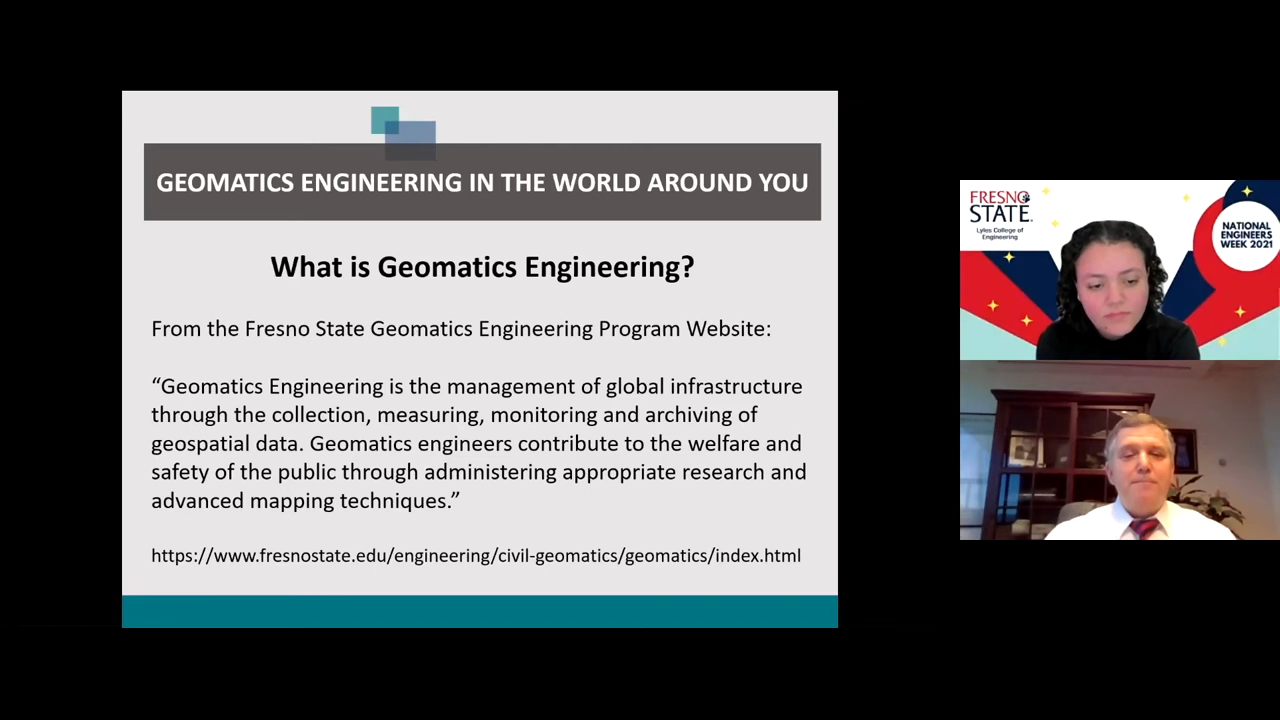 GEOMATICS ENGINEERING IN THE WORLD AROUND YOU
What is Geomatics Engineering?
From the Fresno State Geomatics Engineering Program Website:
“Geomatics Engineering is the management of global infrastructure
through the collection, measuring, monitoring and archiving of
geospatial data. Geomatics engineers contribute to the welfare and
safety of the public through administering appropriate research and
advanced mapping techniques.”
https://www.fresnostate.edu/engineering/civil-geomatics/geomatics/index.html
FRESNO
STATE.
Lyles College of
Engineering
NATIONAL
ENGINEERS
WEEK 2021